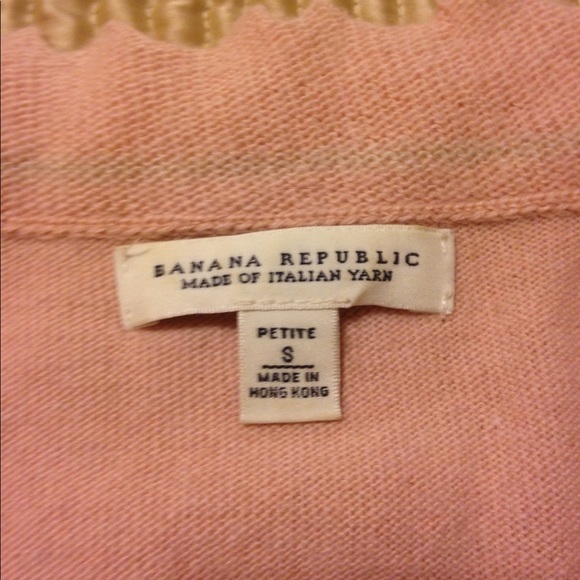 BANANA REPUBLIC
MADE OF ITALIAN YARN
PETITE
S
MADE IN
HONG KONG